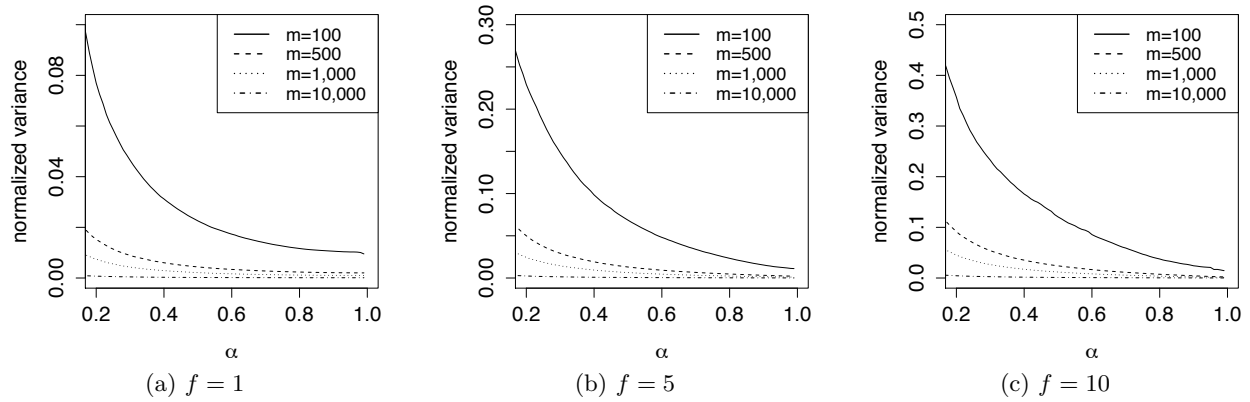 normalized variance
0.00
0.04
0.08
m=100
m=500
m=1,000
m=10,000
0.2 0.4 0.6 0.8 1.0
α
(a) f = 1
normalized variance
0.00
0.10
0.20
0.30
m=100
m=500
m=1,000
m=10,000
0.2 0.4 0.6 0.8 1.0
α
(b) f = 5
normalized variance
0.0
0.1
0.2
0.3
0.4
0.5
m=100
m=500
m=1,000
m=10,000
0.2 0.4 0.6 0.8 1.0
α
(c) f = 10